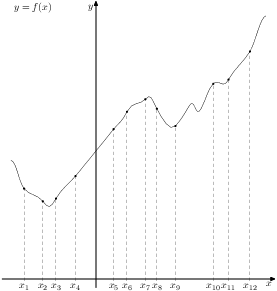 y = f(x)
y
x₁ x₂ x₃ x₄ x₅ x₆ x₇ x₈ x₉ x₁₀ x₁₁ x₁₂ x